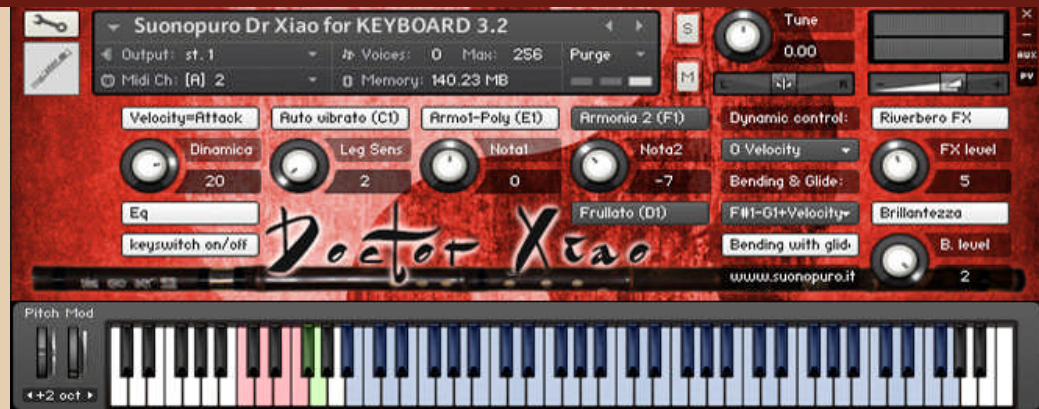 Suonopuro Dr Xiao for KEYBOARD 3.2
Output: st. 1 Voices: 0 Max: 256 Purge
Midi Ch: [A] 2 Memory: 140.23 MB
S
M
Tune
0.00
L R
- +
×
-
AUX
PV
Velocity=Attack Auto vibrato (C1) Armo1-Poly (E1) Armonia 2 (F1) Dynamic control: Riverbero FX
Dinamica Leg Sens Nota1 Nota2 0 Velocity FX level
20 2 0 -7 Bending & Glide: 5
Eq Frullato (D1) F#1-G1+Velocity Brillantezza
keyswitch on/off Doctor Xiao Bending with glid B. level
www.suonopuro.it 2
Pitch Mod
+2 oct